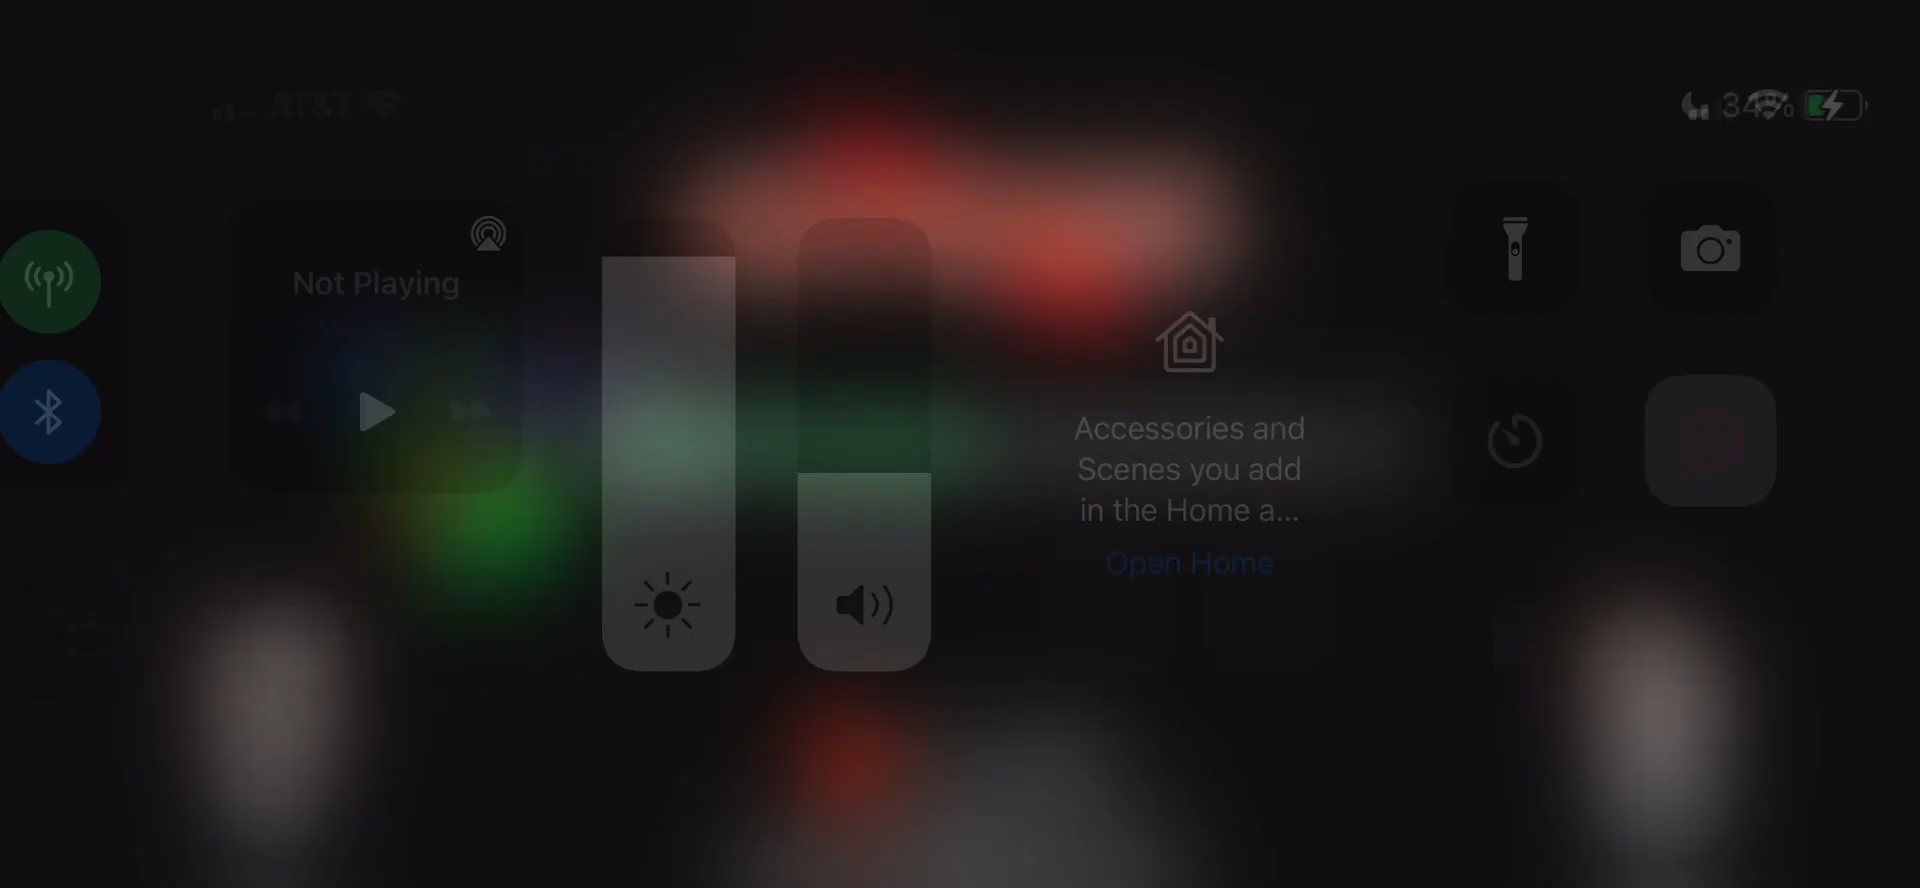 AT&T
34%
Not Playing
Accessories and
Scenes you add
in the Home a...
Open Home